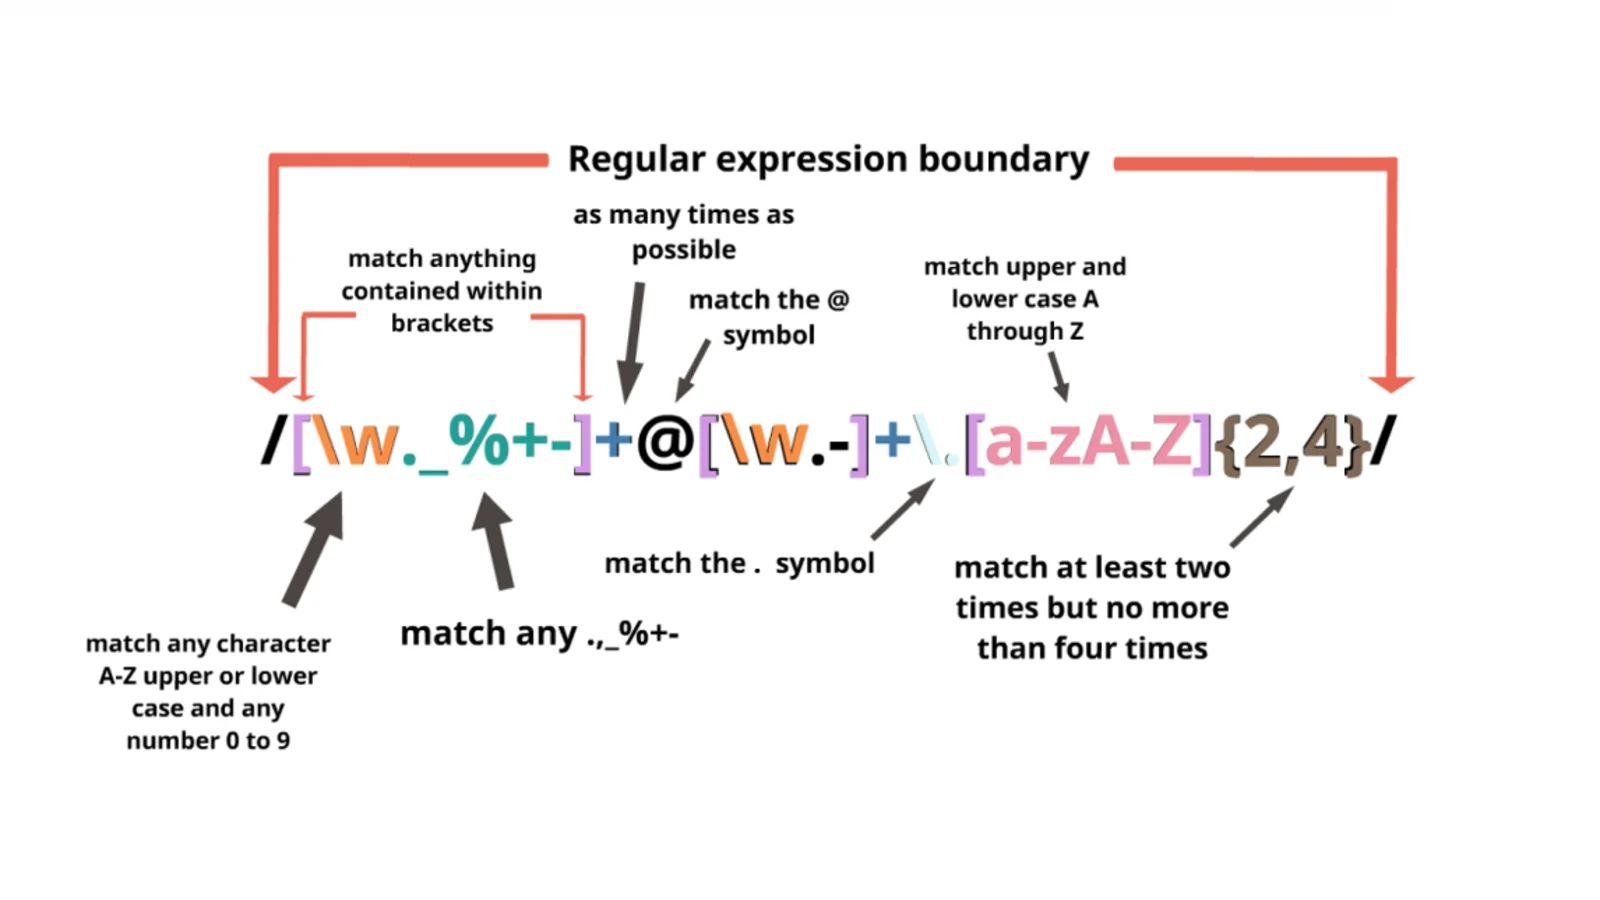 Regular expression boundary
as many times as
possible
match anything
contained within
brackets
match the @
symbol
match upper and
lower case A
through Z
/[\w._%+-]+@[\w.-]+\.[a-zA-Z]{2,4}/
match the . symbol
match at least two
times but no more
than four times
match any .,_%+-
match any character
A-Z upper or lower
case and any
number 0 to 9